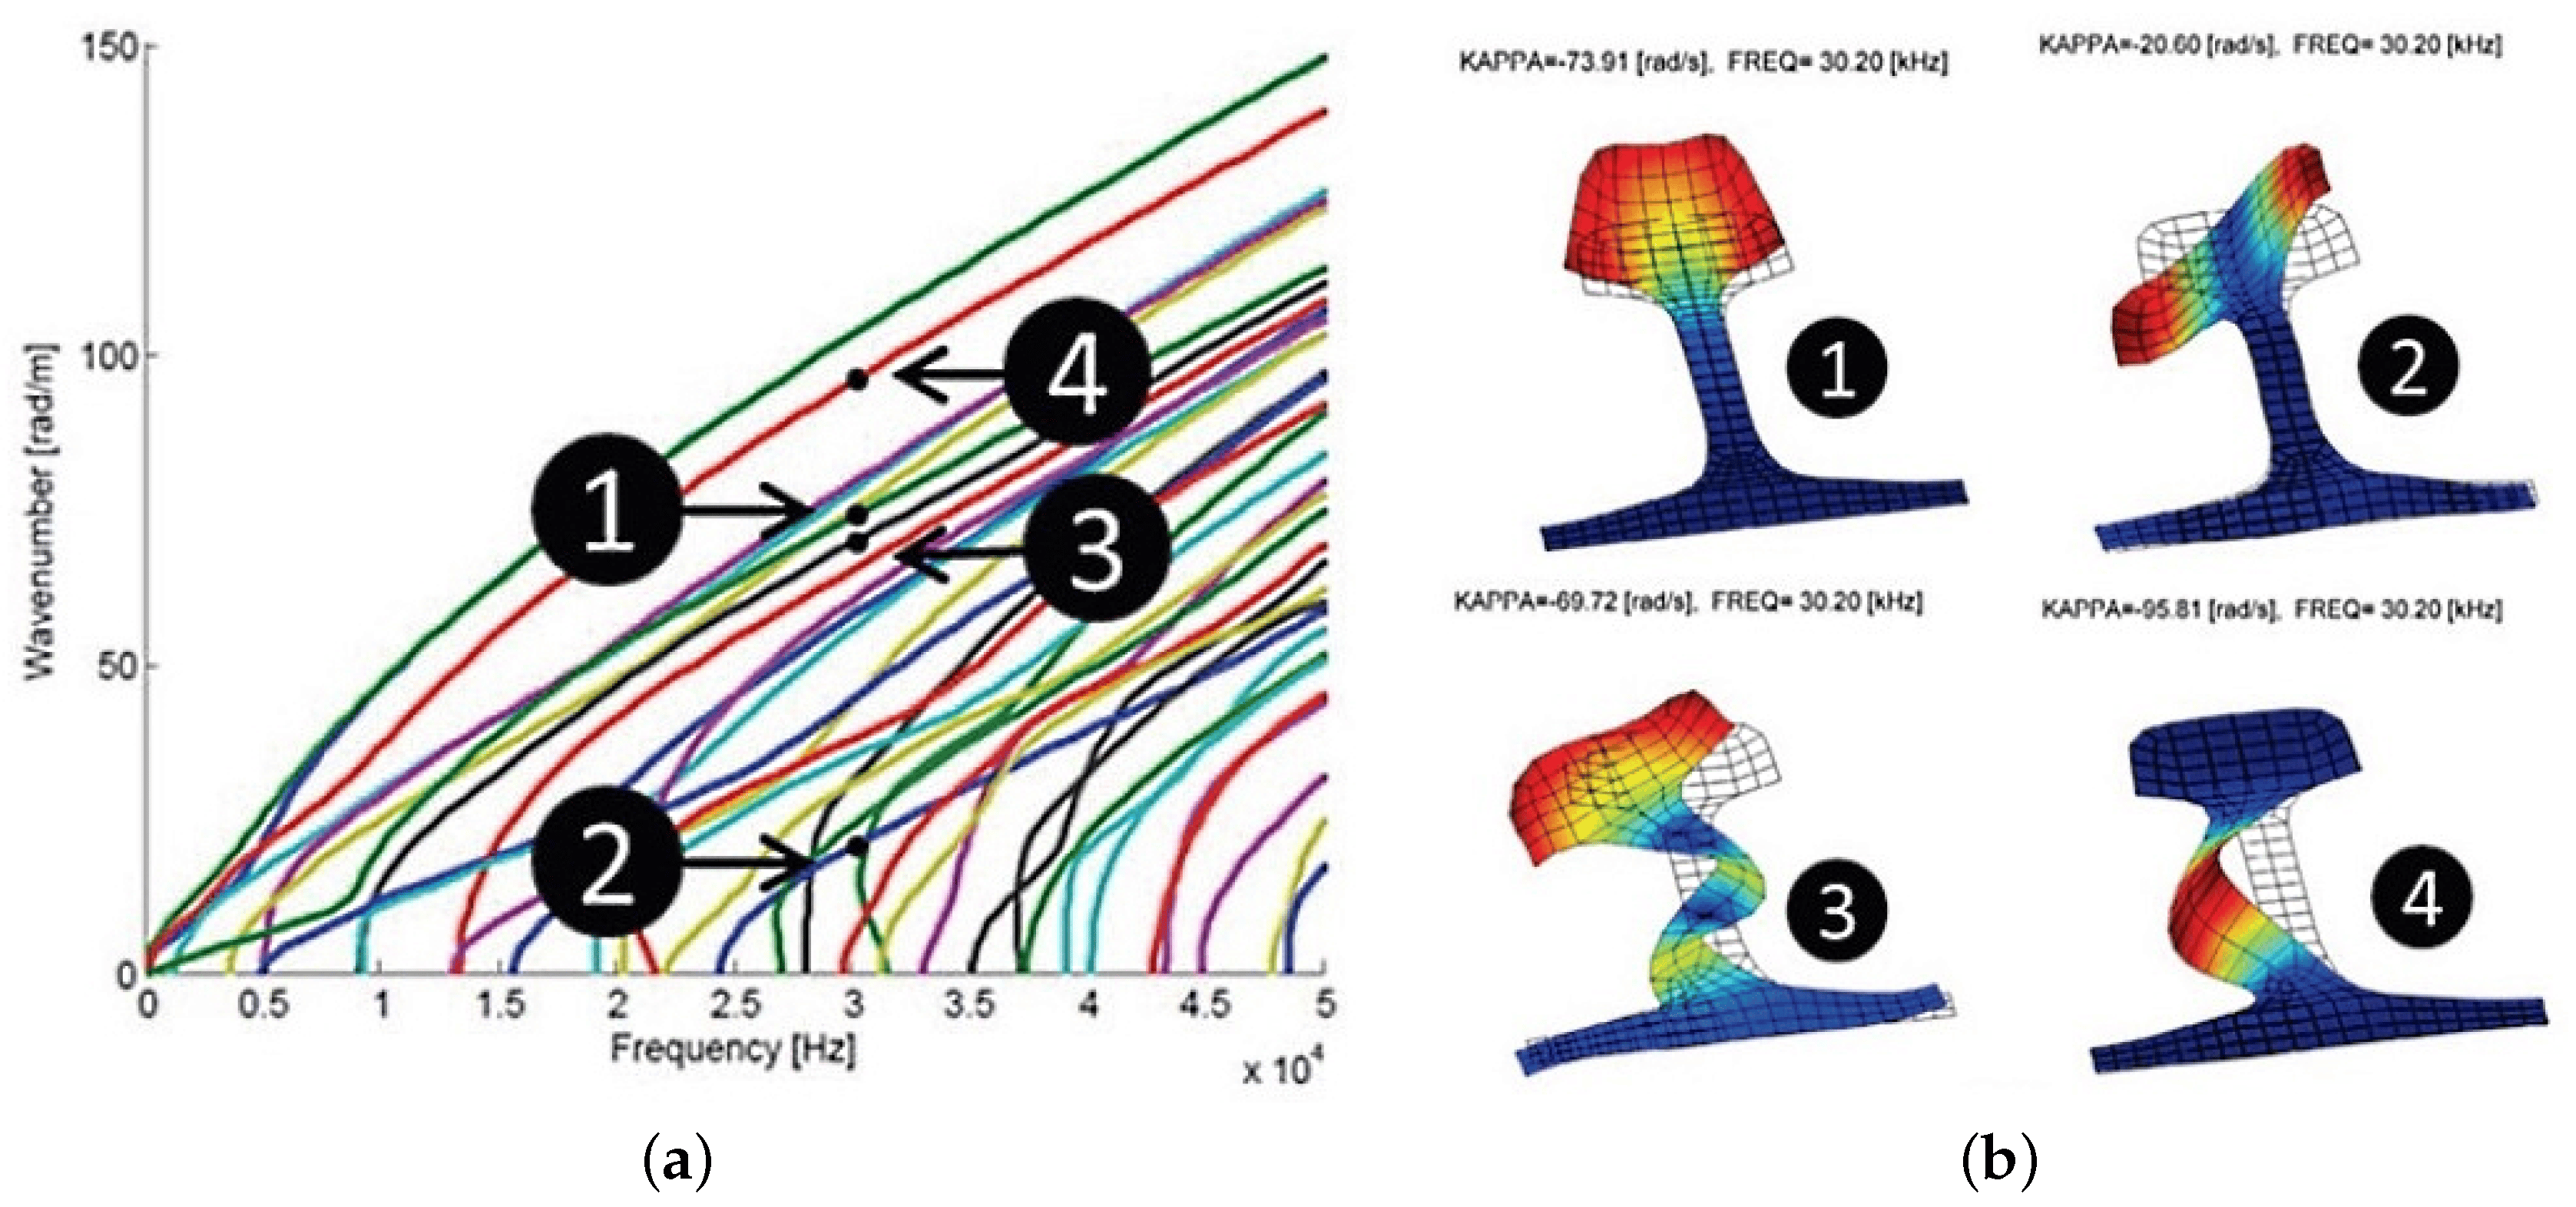 150
100
50
0
Wavenumber [rad/m]
4
1
3
2
0 0.5 1 1.5 2 2.5 3 3.5 4 4.5 5
Frequency [Hz]
x 10⁴
(a)
KAPPA=-73.91 [rad/s], FREQ= 30.20 [kHz]
1
KAPPA=-20.60 [rad/s], FREQ= 30.20 [kHz]
2
KAPPA=-69.72 [rad/s], FREQ= 30.20 [kHz]
3
KAPPA=-95.81 [rad/s], FREQ= 30.20 [kHz]
4
(b)